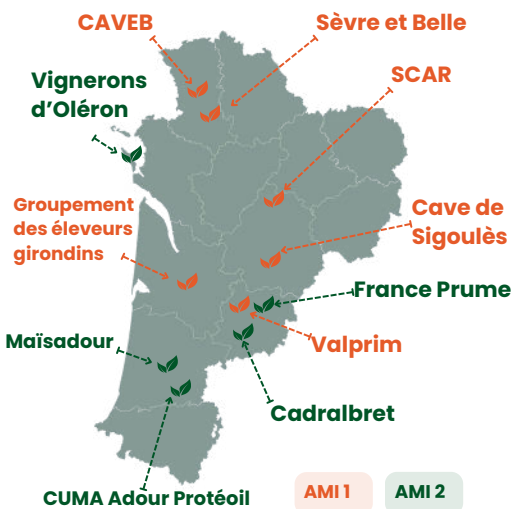 CAVEB
Sèvre et Belle
SCAR
Vignerons
d'Oléron
Groupement
des éleveurs
girondins
Cave de
Sigoulès
France Prume
Maïsadour
Valprim
Cadralbret
CUMA Adour Protéoil
AMI 1
AMI 2